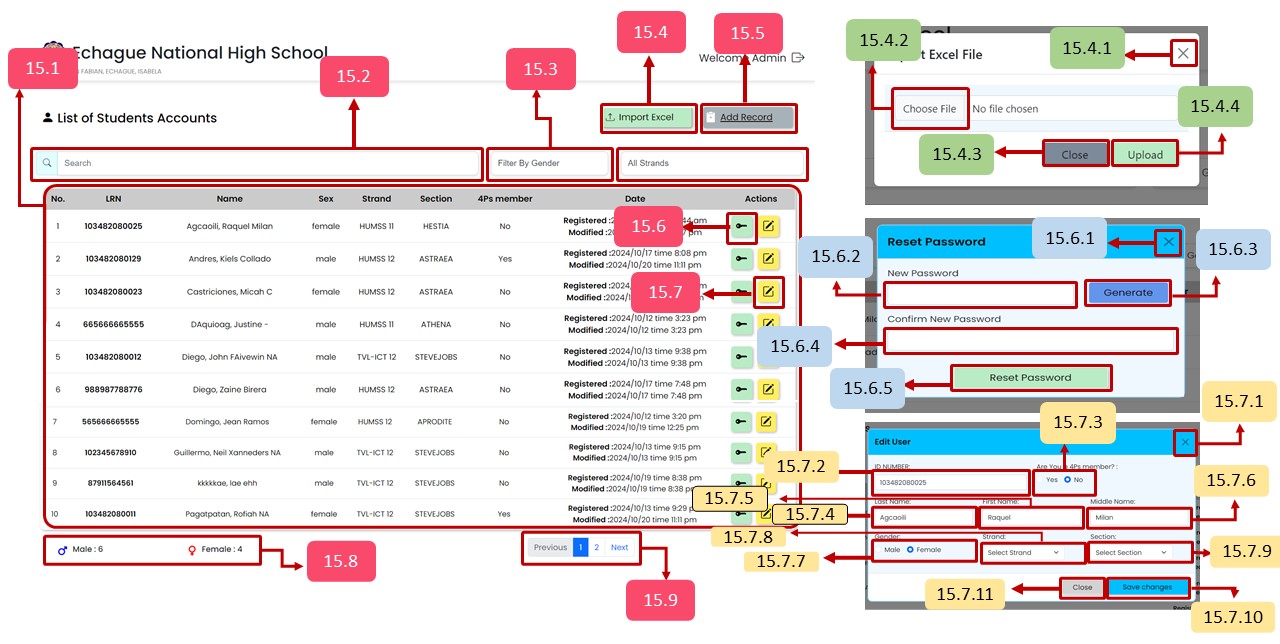 15.4
15.5
Echague National High School
FABIAN, ECHAGUE, ISABELA
Welcome Admin
15.1
15.2
15.3
List of Students Accounts
Import Excel
Add Record
Search
Filter By Gender
All Strands
No. LRN Name Sex Strand Section 4Ps member Date Actions
1 103482080025 Agcaoili, Raquel Milan female HUMSS 11 HESTIA No Registered :
Modified :
15.6
2 103482080129 Andres, Kiels Collado male HUMSS 12 ASTRAEA Yes Registered :2024/10/17 time 8:08 pm
Modified :2024/10/20 time 11:11 pm
3 103482080023 Castriciones, Micah C female HUMSS 12 ASTRAEA No Registered :2024
Modified :2024
15.7
4 665666665555 DAquioag, Justine - male HUMSS 11 ATHENA No Registered :2024/10/12 time 3:23 pm
Modified :2024/10/12 time 3:23 pm
5 103482080012 Diego, John FAivewin NA male TVL-ICT 12 STEVEJOBS No Registered :2024/10/13 time 9:38 pm
Modified :2024/10/13 time 9:38 pm
6 988987788776 Diego, Zaine Birera male HUMSS 12 ASTRAEA No Registered :2024/10/17 time 7:48 pm
Modified :2024/10/17 time 7:48 pm
7 565666665555 Domingo, Jean Ramos female HUMSS 12 APRODITE No Registered :2024/10/12 time 3:20 pm
Modified :2024/10/19 time 12:25 pm
8 102345678910 Guillermo, Neil Xanneders NA male TVL-ICT 12 STEVEJOBS No Registered :2024/10/13 time 9:15 pm
Modified :2024/10/13 time 9:15 pm
9 87911564561 kkkkkae, lae ehh male TVL-ICT 12 STEVEJOBS No Registered :2024/10/19 time 8:38 pm
Modified :2024/10/19 time 8:38
10 103482080011 Pagatpatan, Rofiah NA female TVL-ICT 12 STEVEJOBS Yes Registered :2024/10/13 time 9:29
Modified :2024/10/20 time 11:11 pm
Male : 6
Female : 4
15.8
Previous 1 2 Next
15.9
15.4.2
15.4.1
Excel File
Choose File No file chosen
15.4.4
15.4.3
Close
Upload
Reset Password
15.6.1
15.6.2
15.6.3
New Password
Generate
Confirm New Password
15.6.4
Reset Password
15.6.5
15.7.1
15.7.3
Edit User
15.7.2
ID NUMBER:
Are You a 4Ps member? :
103482080025
Yes No
15.7.6
15.7.5
Last Name:
First Name:
Middle Name:
15.7.4
Agcaoili
Raquel
Milan
15.7.8
Gender:
Strand:
Section:
Male Female
Select Strand
Select Section
15.7.9
15.7.7
Close
Save changes
15.7.11
15.7.10